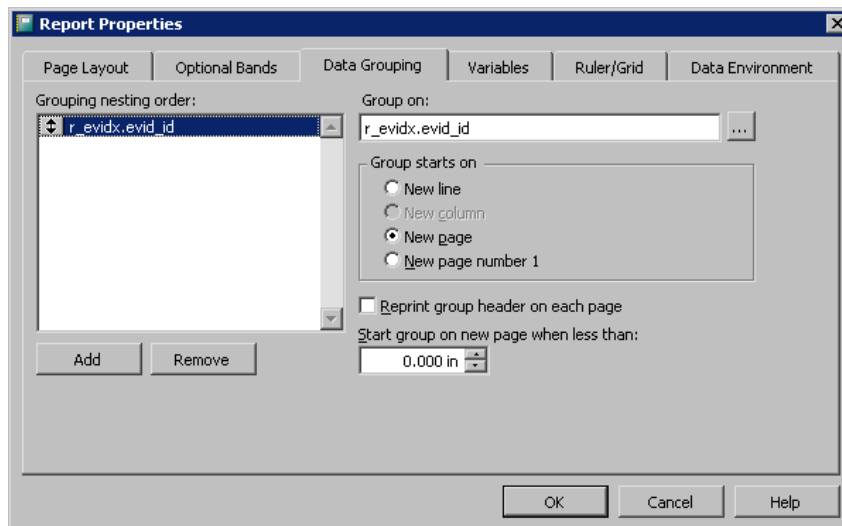 Report Properties
Page Layout
Optional Bands
Data Grouping
Variables
Ruler/Grid
Data Environment
Grouping nesting order:
r_evidx.evid_id
Add
Remove
Group on:
r_evidx.evid_id
...
Group starts on
New line
New column
New page
New page number 1
Reprint group header on each page
Start group on new page when less than:
0.000 in
OK
Cancel
Help